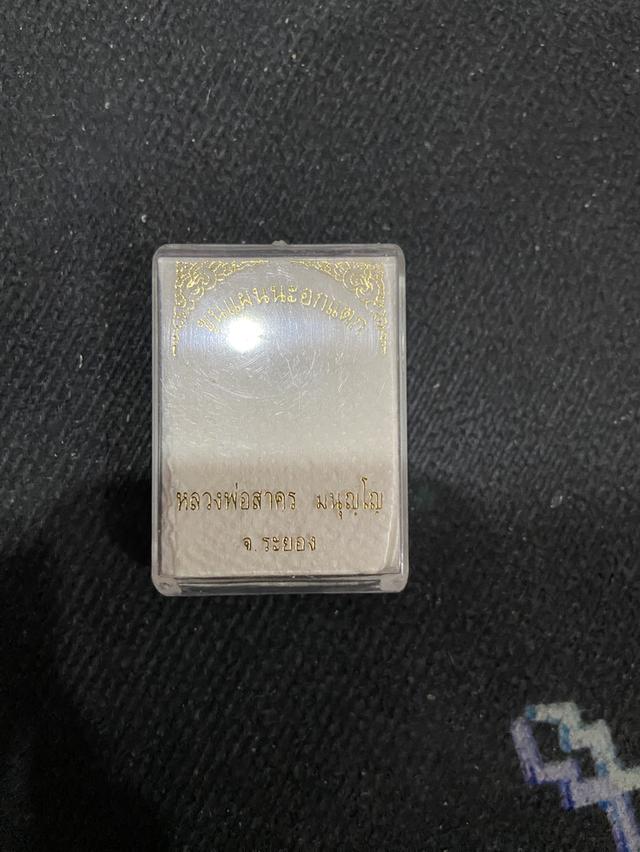 ขุนแผนนะอกแตก
หลวงพ่อสาคร มนุญฺโญ
จ.ระยอง